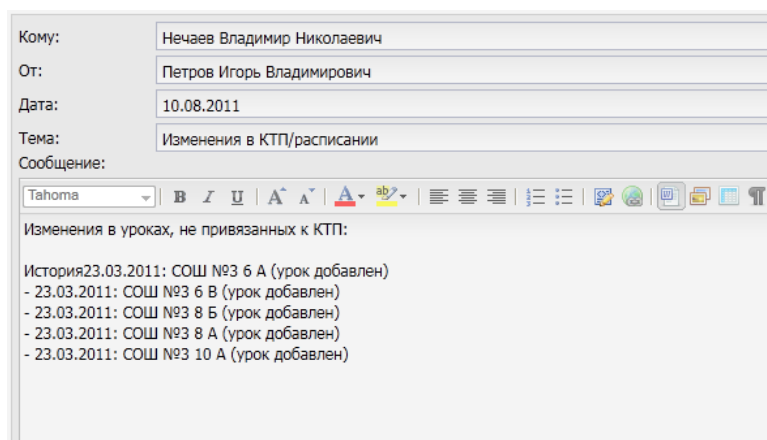 Кому: Нечаев Владимир Николаевич
От: Петров Игорь Владимирович
Дата: 10.08.2011
Тема: Изменения в КТП/расписании
Сообщение:
Tahoma B I U A A A ab
Изменения в уроках, не привязанных к КТП:
История23.03.2011: СОШ №3 6 А (урок добавлен)
- 23.03.2011: СОШ №3 6 В (урок добавлен)
- 23.03.2011: СОШ №3 8 Б (урок добавлен)
- 23.03.2011: СОШ №3 8 А (урок добавлен)
- 23.03.2011: СОШ №3 10 А (урок добавлен)